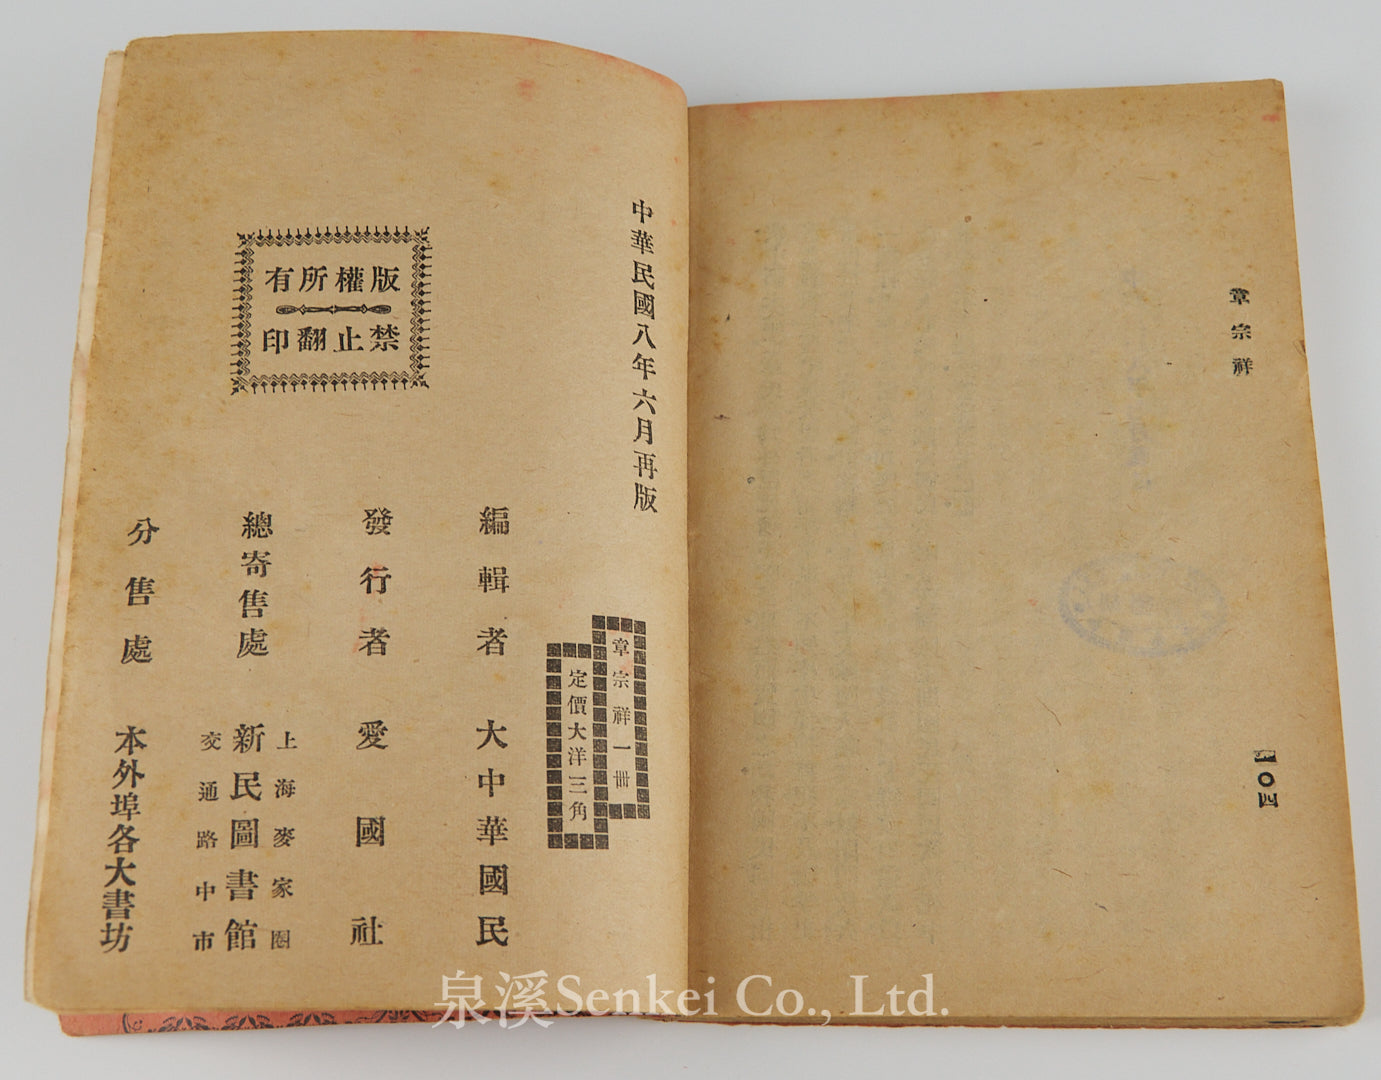 章宗祥
一〇四
中華民國八年六月再版
章宗祥一冊
定價大洋三角
編輯者 大中華國民
發行者 愛國社
總寄售處 上海麥家圈 新民圖書館 交通路中市
分售處 本外埠各大書坊
版權所有
禁止翻印
泉溪Senkei Co., Ltd.